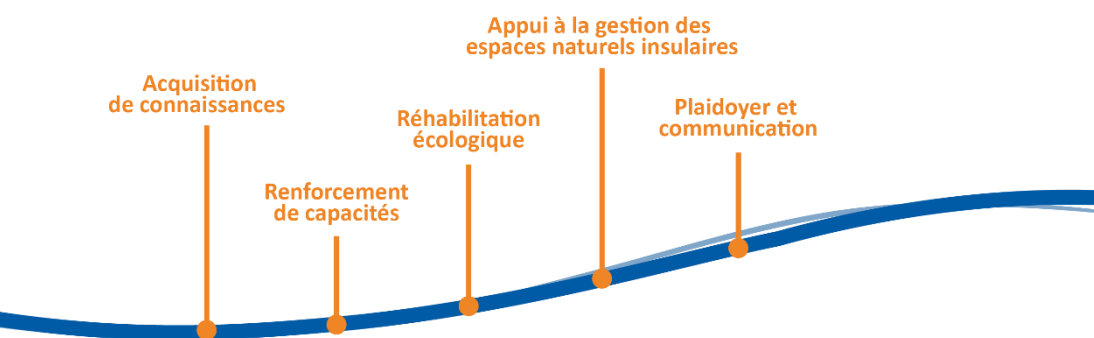 Acquisition
de connaissances
Renforcement
de capacités
Réhabilitation
écologique
Appui à la gestion des
espaces naturels insulaires
Plaidoyer et
communication